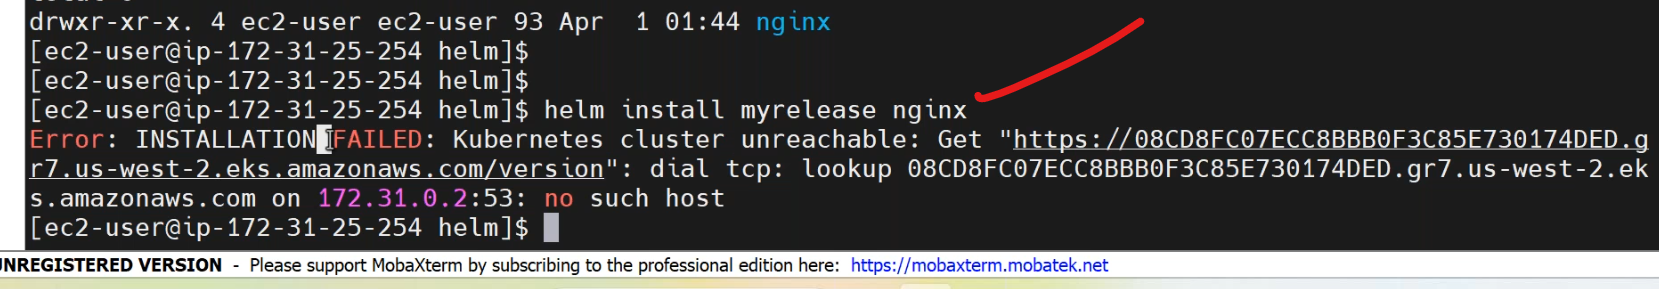 drwxr-xr-x. 4 ec2-user ec2-user 93 Apr  1 01:44 nginx
[ec2-user@ip-172-31-25-254 helm]$
[ec2-user@ip-172-31-25-254 helm]$
[ec2-user@ip-172-31-25-254 helm]$ helm install myrelease nginx
Error: INSTALLATION FAILED: Kubernetes cluster unreachable: Get "https://08CD8FC07ECC8BBB0F3C85E730174DED.g
r7.us-west-2.eks.amazonaws.com/version": dial tcp: lookup 08CD8FC07ECC8BBB0F3C85E730174DED.gr7.us-west-2.ek
s.amazonaws.com on 172.31.0.2:53: no such host
[ec2-user@ip-172-31-25-254 helm]$
UNREGISTERED VERSION - Please support MobaXterm by subscribing to the professional edition here: https://mobaxterm.mobatek.net